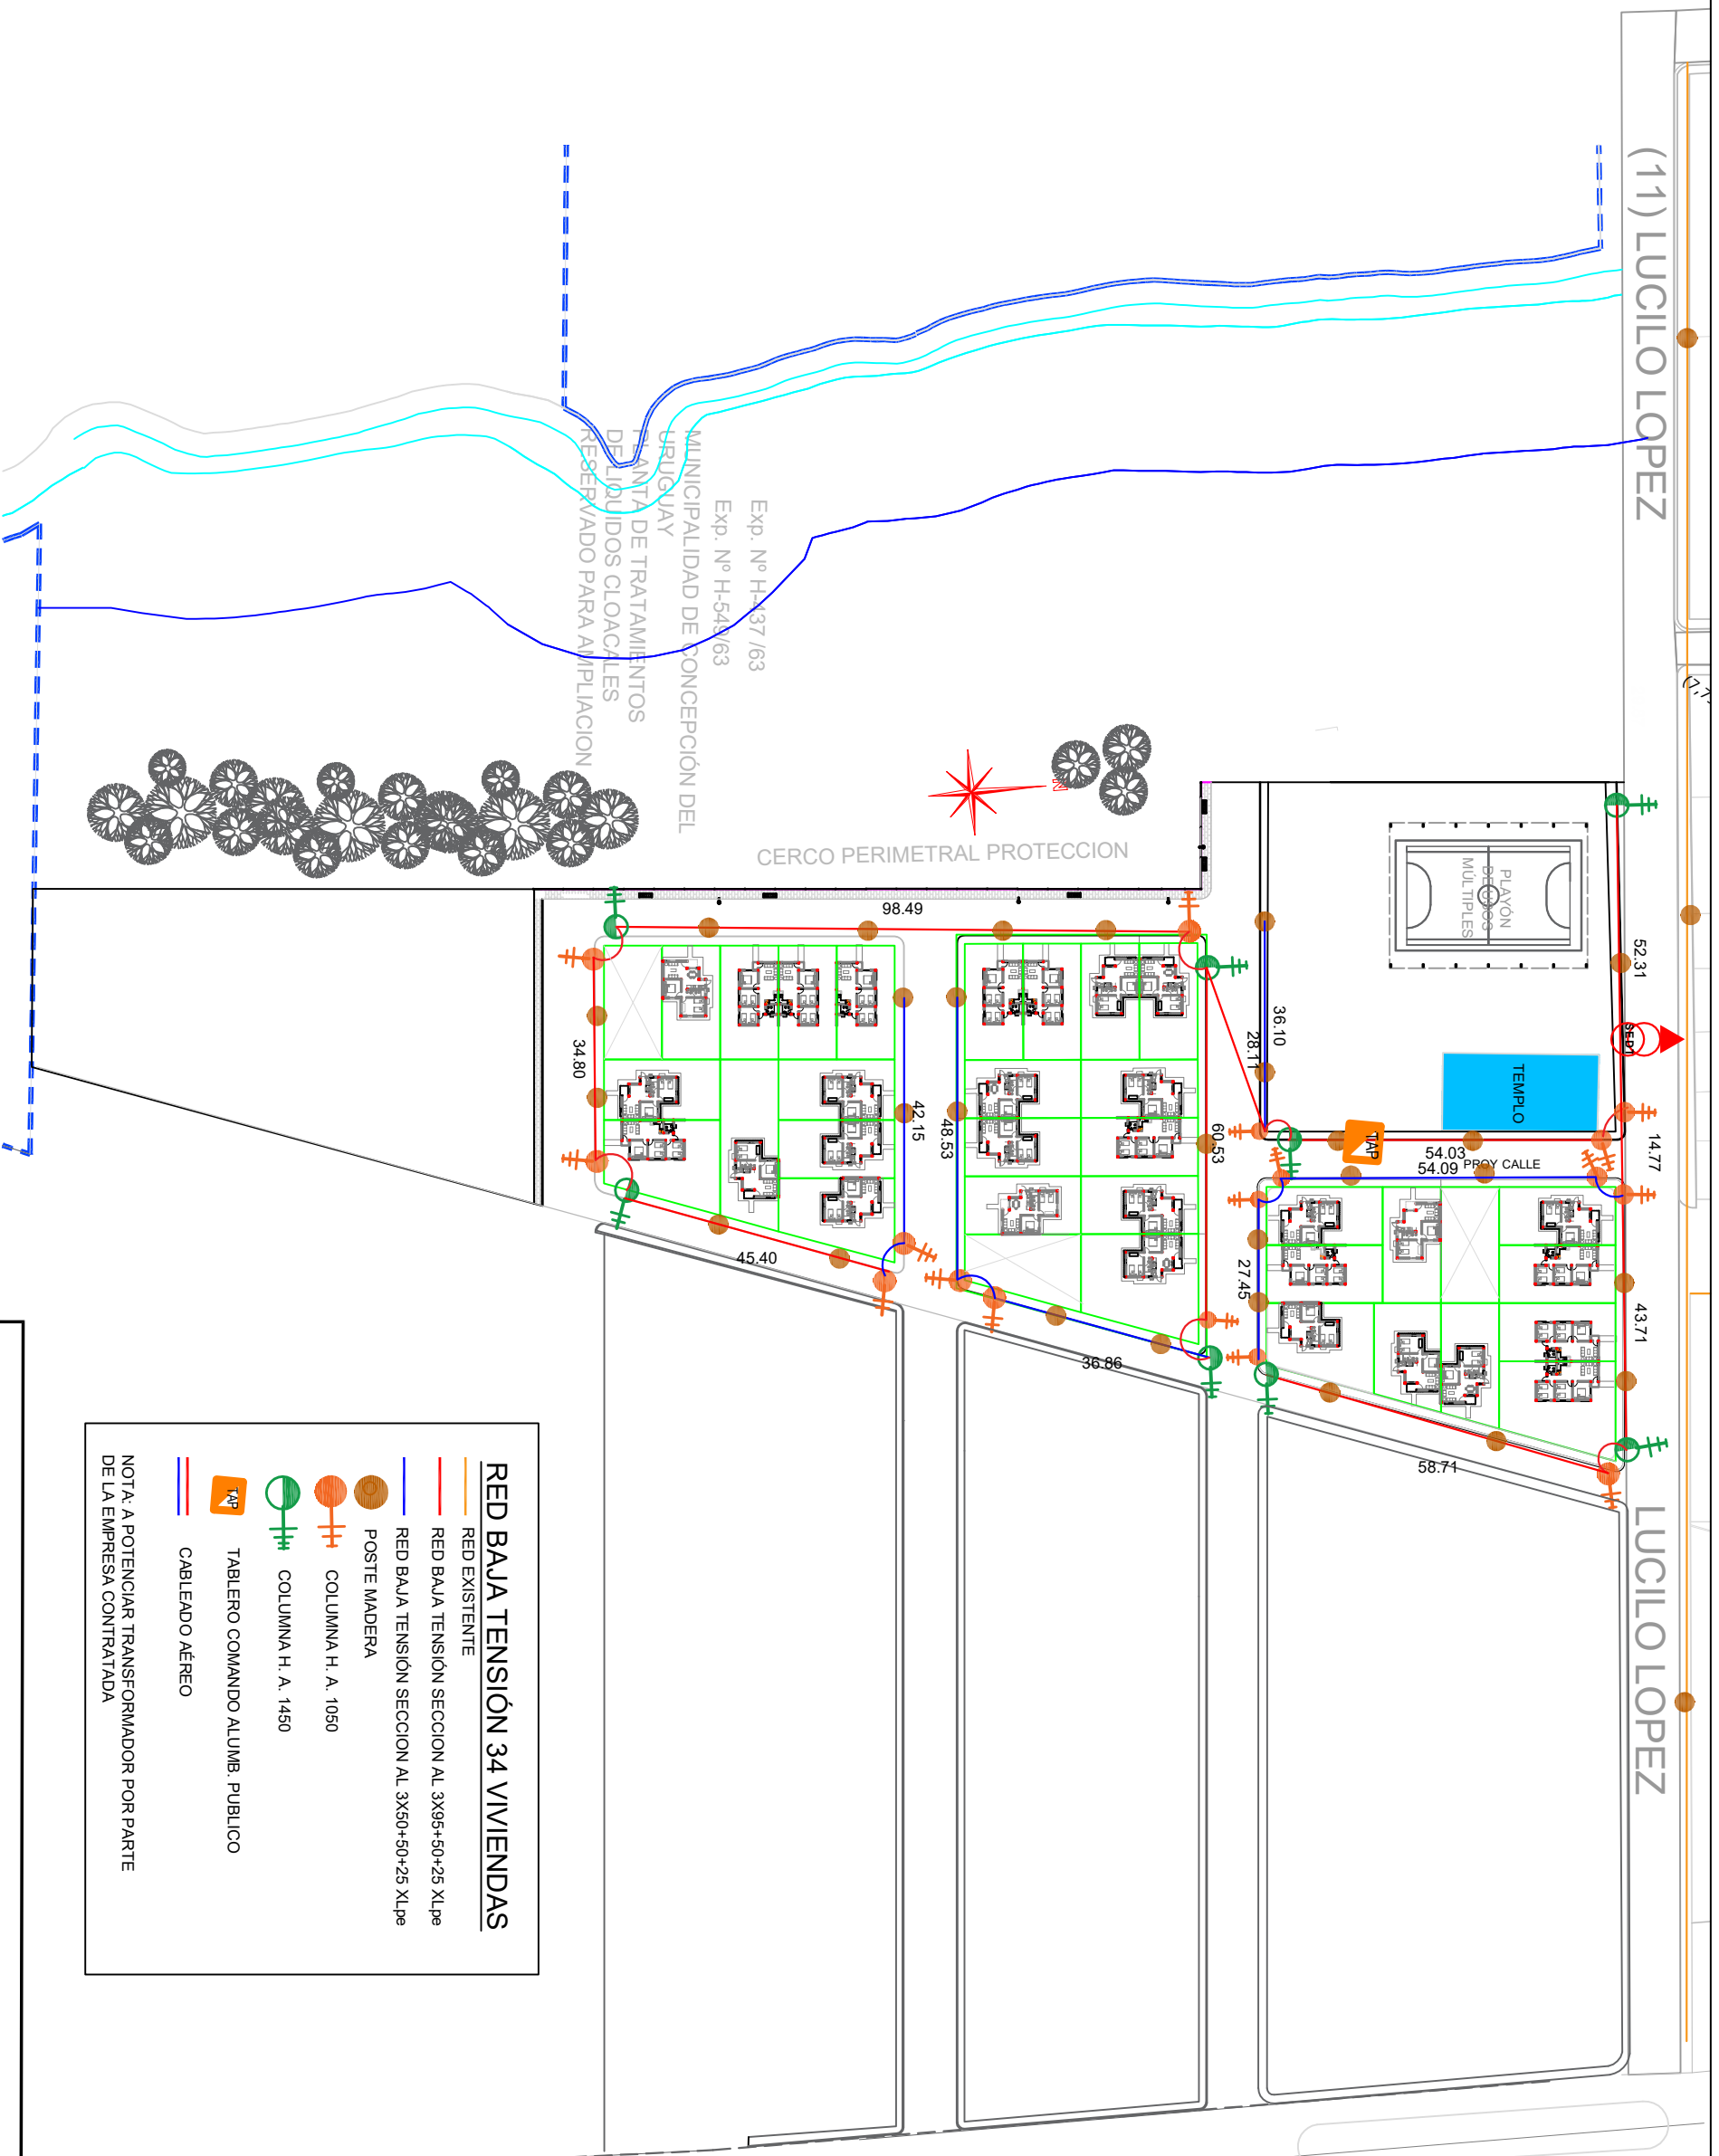 (11) LUCILO LOPEZ
LUCILO LOPEZ
Exp. Nº H-437 /63
Exp. Nº H-549/63
MUNICIPALIDAD DE CONCEPCIÓN DEL
URUGUAY
PLANTA DE TRATAMIENTOS
DE LIQUIDOS CLOACALES
RESERVADO PARA AMPLIACION
N
CERCO PERIMETRAL PROTECCION
PLAYÓN
DE USOS
MÚLTIPLES
TEMPLO
SED1
TAP
PROY CALLE
52.31
14.77
43.71
36.10
28.11
54.03
54.09
27.45
58.71
98.49
60.53
48.53
36.86
42.15
34.80
45.40
RED BAJA TENSIÓN 34 VIVIENDAS
RED EXISTENTE
RED BAJA TENSIÓN SECCION AL 3X95+50+25 XLpe
RED BAJA TENSIÓN SECCION AL 3X50+50+25 XLpe
POSTE MADERA
COLUMNA H. A. 1050
COLUMNA H. A. 1450
TAP TABLERO COMANDO ALUMB. PUBLICO
CABLEADO AÉREO
NOTA: A POTENCIAR TRANSFORMADOR POR PARTE
DE LA EMPRESA CONTRATADA